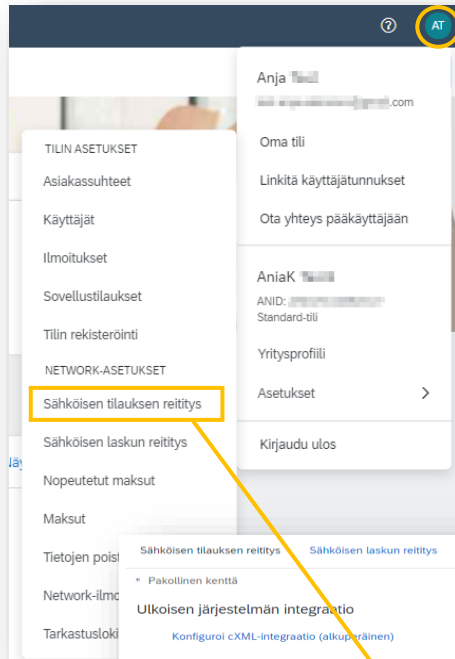 AT
Anja
.com
Oma tili
Linkitä käyttäjätunnukset
Ota yhteys pääkäyttäjään
AniaK
ANID:
Standard-tili
Yritysprofiili
Asetukset
Kirjaudu ulos
TILIN ASETUKSET
Asiakassuhteet
Käyttäjät
Ilmoitukset
Sovellustilaukset
Tilin rekisteröinti
NETWORK-ASETUKSET
Sähköisen tilauksen reititys
Sähköisen laskun reititys
Nopeutetut maksut
Maksut
Tietojen poist
Network-ilmo
Tarkastusloki
Sähköisen tilauksen reititys Sähköisen laskun reititys
* Pakollinen kenttä
Ulkoisen järjestelmän integraatio
Konfiguroi cXML-integraatio (alkuperäinen)